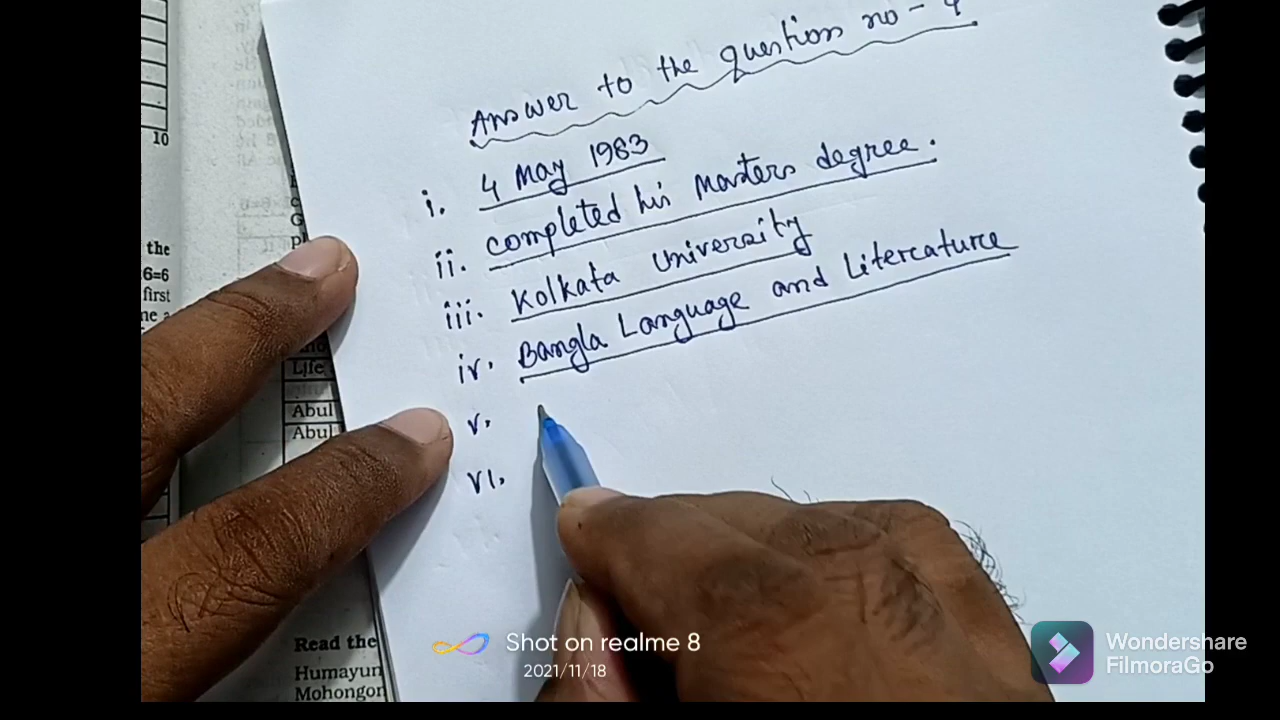 10
the
6=6
first
Life
Abul
Abul
Read the
Humayun
Mohongon
Answer to the question no -
i. 4 May 1983
ii. completed his Masters degree.
iii. Kolkata University
iv. Bangla Language and Litercature
v.
vi.
Shot on realme 8
2021/11/18
Wondershare
FilmoraGo